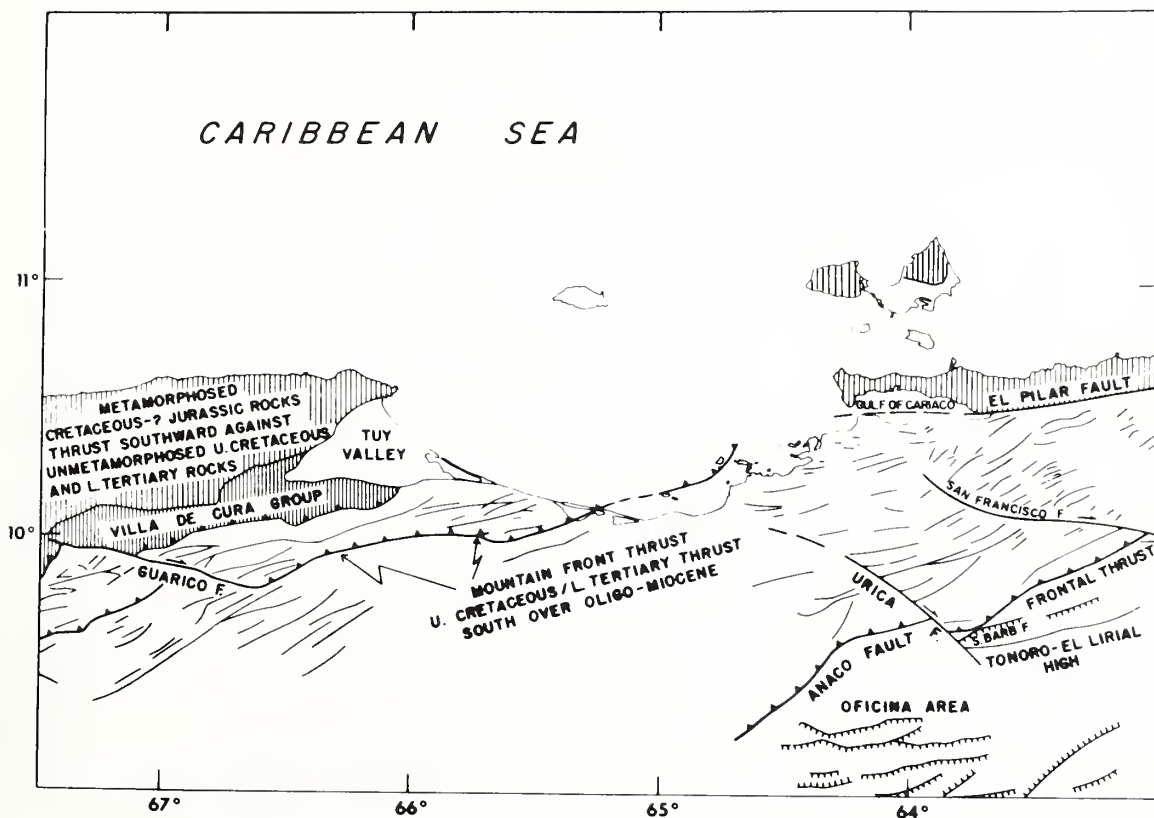 CARIBBEAN SEA
11°
METAMORPHOSED
CRETACEOUS-? JURASSIC ROCKS
THRUST SOUTHWARD AGAINST
UNMETAMORPHOSED U. CRETACEOUS
AND L. TERTIARY ROCKS
TUY
VALLEY
VILLA DE CURA GROUP
GULF OF CARIACO
EL PILAR FAULT
10°
GUARICO F.
MOUNTAIN FRONT THRUST
U. CRETACEOUS/L. TERTIARY THRUST
SOUTH OVER OLIGO-MIOCENE
SAN FRANCISCO F.
URICA F.
FRONTAL THRUST
S. BARB F.
TONORO-EL LIRIAL
HIGH
ANACO FAULT
OFICINA AREA
67°
66°
65°
64°